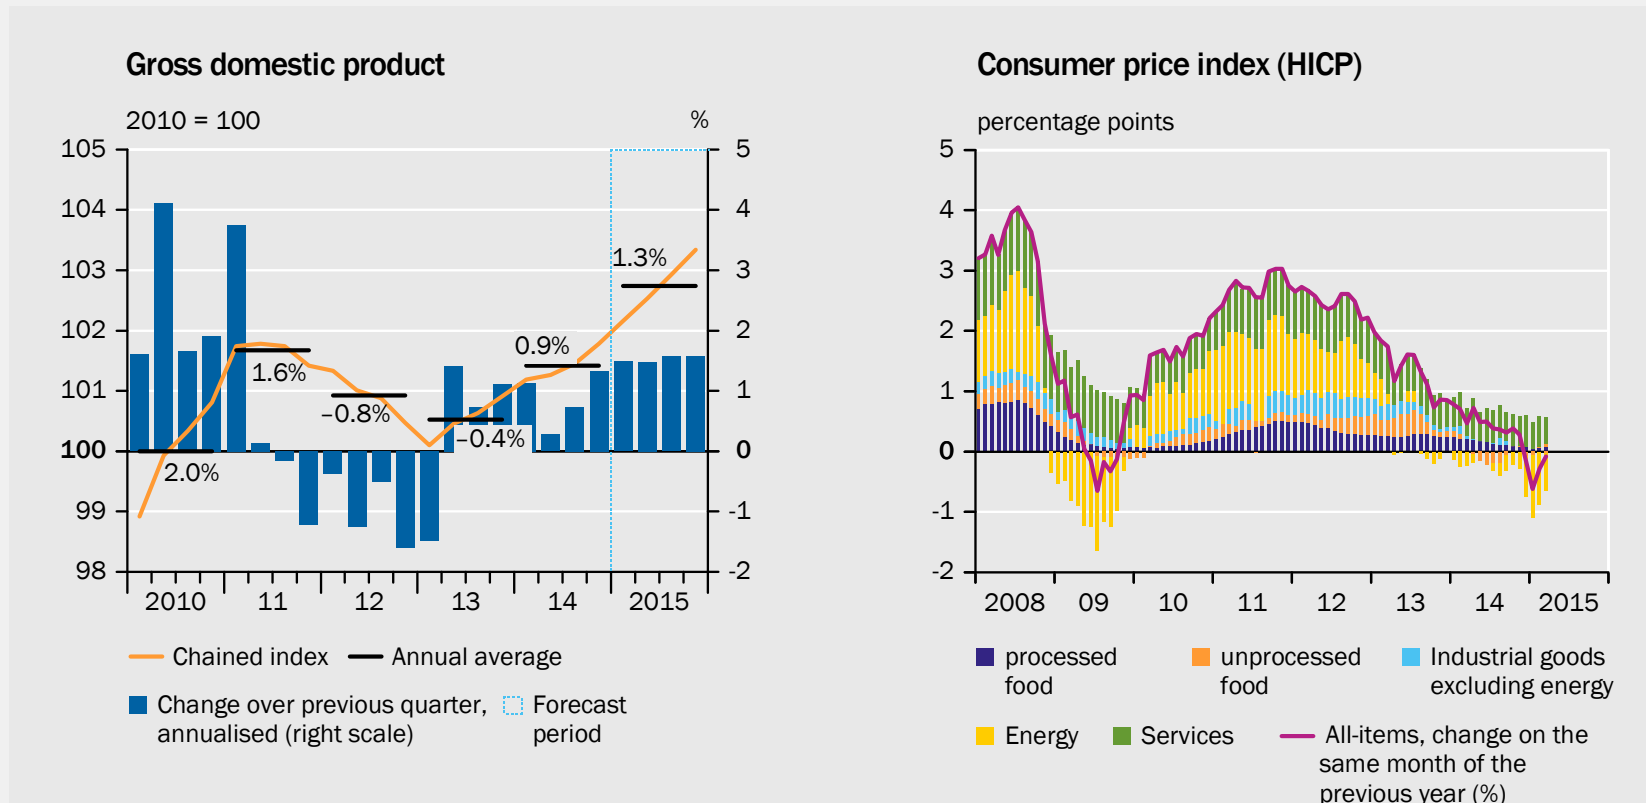 Gross domestic product
2010 = 100
%
105
104
103
102
101
100
99
98
5
4
3
2
1
0
-1
-2
2.0%
1.6%
–0.8%
–0.4%
0.9%
1.3%
2010 11 12 13 14 2015
Chained index Annual average
Change over previous quarter,
annualised (right scale)
Forecast
period
Consumer price index (HICP)
percentage points
5
4
3
2
1
0
-1
-2
2008 09 10 11 12 13 14 2015
processed
food
unprocessed
food
Industrial goods
excluding energy
Energy
Services
All-items, change on the
same month of the
previous year (%)